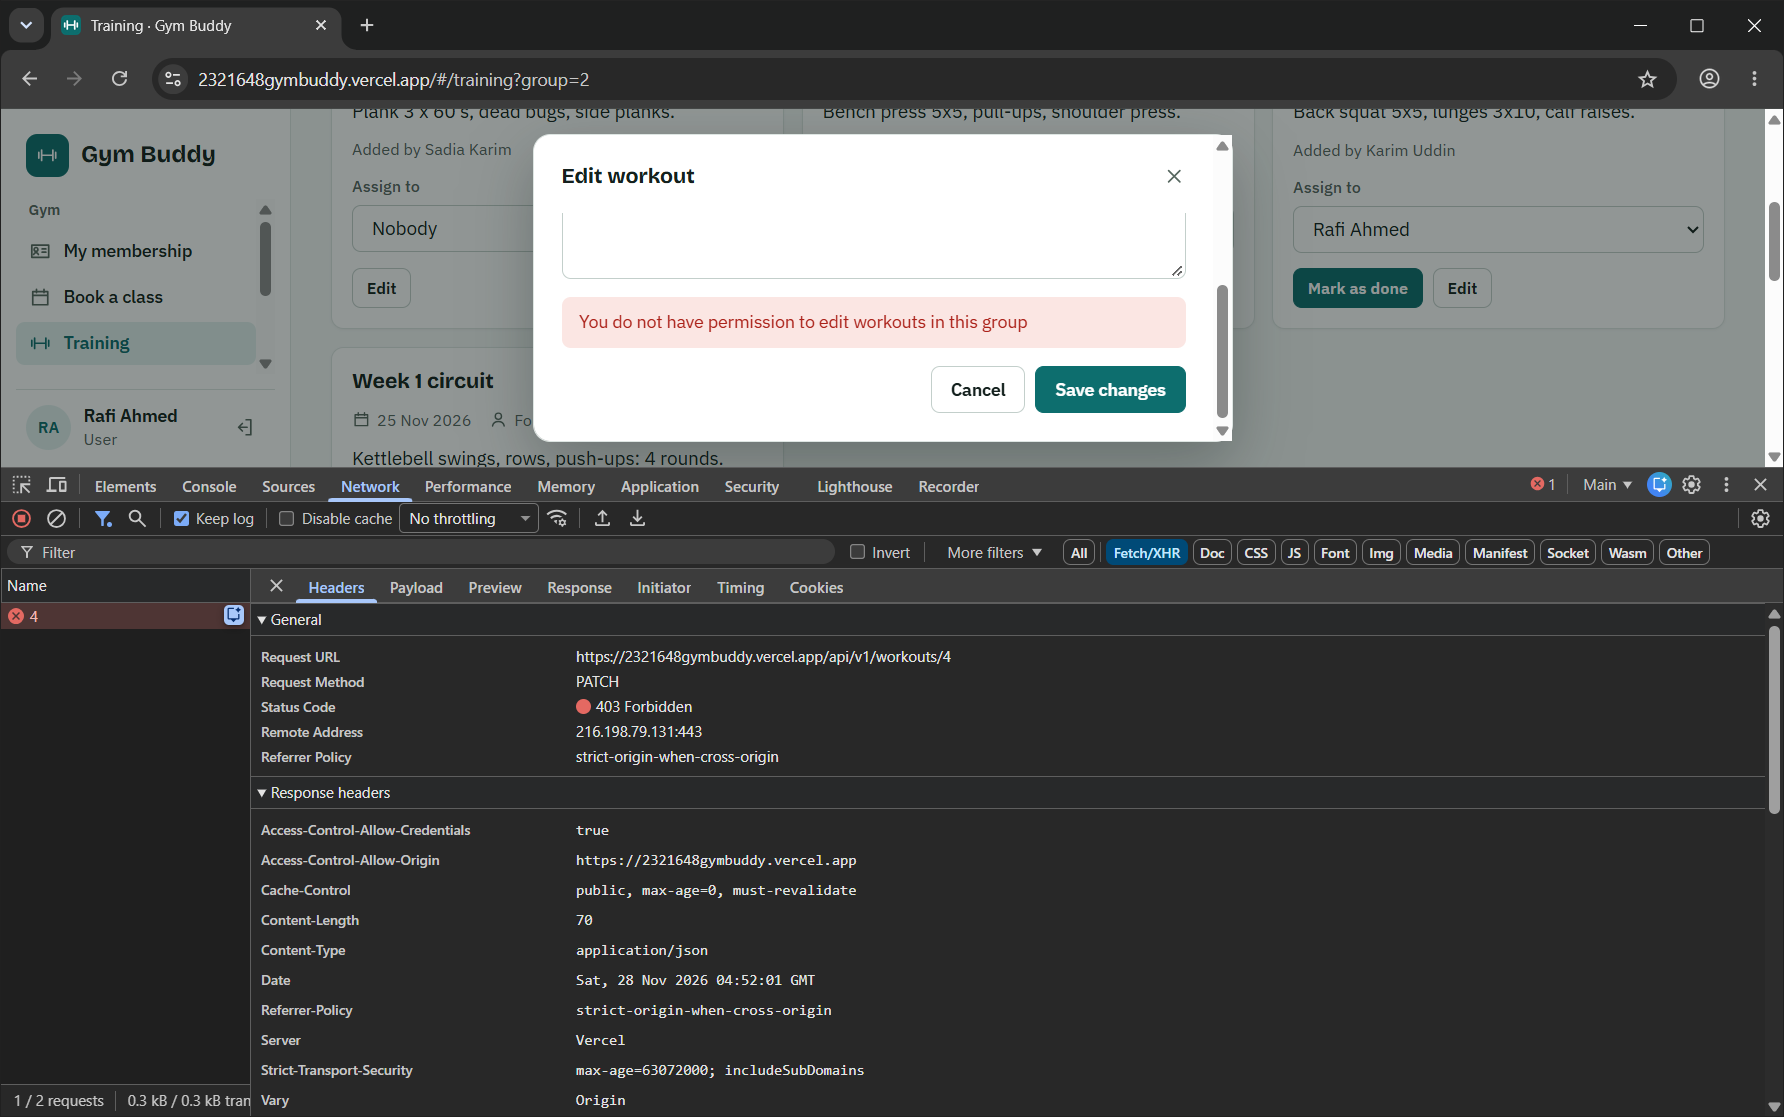 Training · Gym Buddy
2321648gymbuddy.vercel.app/#/training?group=2
Gym Buddy
Gym
My membership
Book a class
Training
RA
Rafi Ahmed
User
Plank 3 x 60 s, dead bugs, side planks.
Added by Sadia Karim
Assign to
Nobody
Edit
Week 1 circuit
25 Nov 2026 Fo
Kettlebell swings, rows, push-ups: 4 rounds.
Bench press 5x5, pull-ups, shoulder press.
Back squat 5x5, lunges 3x10, calf raises.
Added by Karim Uddin
Assign to
Rafi Ahmed
Mark as done Edit
Edit workout
You do not have permission to edit workouts in this group
Cancel Save changes
Elements Console Sources Network Performance Memory Application Security Lighthouse Recorder 1 Main
Keep log Disable cache No throttling
Filter Invert More filters All Fetch/XHR Doc CSS JS Font Img Media Manifest Socket Wasm Other
Name
4
Headers Payload Preview Response Initiator Timing Cookies
General
Request URL https://2321648gymbuddy.vercel.app/api/v1/workouts/4
Request Method PATCH
Status Code 403 Forbidden
Remote Address 216.198.79.131:443
Referrer Policy strict-origin-when-cross-origin
Response headers
Access-Control-Allow-Credentials true
Access-Control-Allow-Origin https://2321648gymbuddy.vercel.app
Cache-Control public, max-age=0, must-revalidate
Content-Length 70
Content-Type application/json
Date Sat, 28 Nov 2026 04:52:01 GMT
Referrer-Policy strict-origin-when-cross-origin
Server Vercel
Strict-Transport-Security max-age=63072000; includeSubDomains
Vary Origin
1 / 2 requests 0.3 kB / 0.3 kB tran